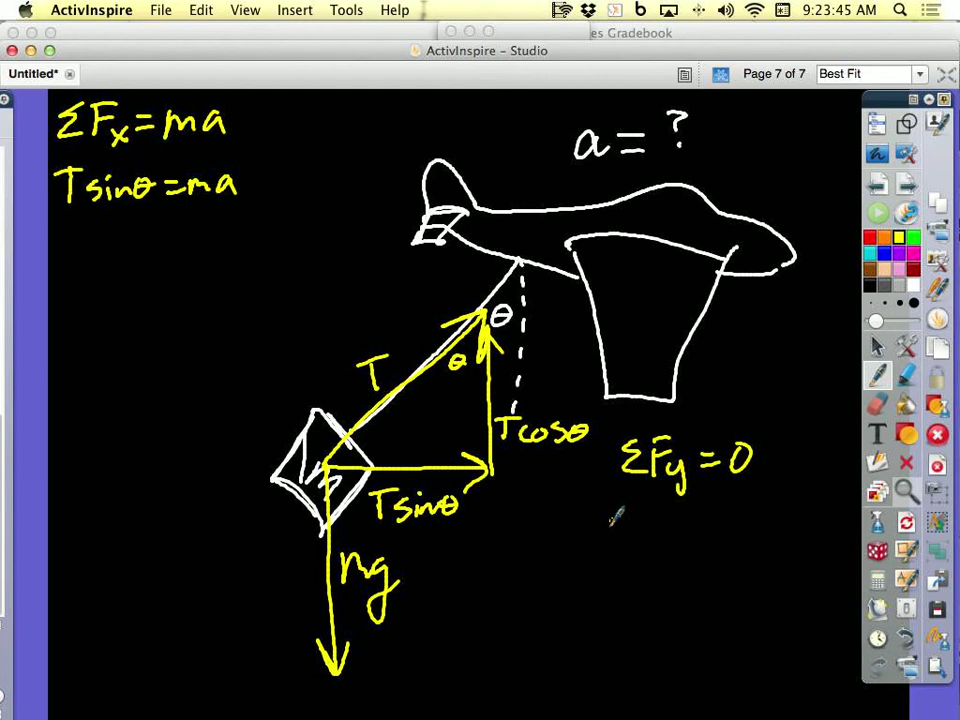 ActivInspire File Edit View Insert Tools Help 9:23:45 AM
es Gradebook
ActivInspire - Studio
Untitled* Page 7 of 7 Best Fit
ΣFx = ma
a = ?
T sinθ = ma
θ
θ
T
Tcosθ
ΣFy = 0
m
Tsinθ
mg